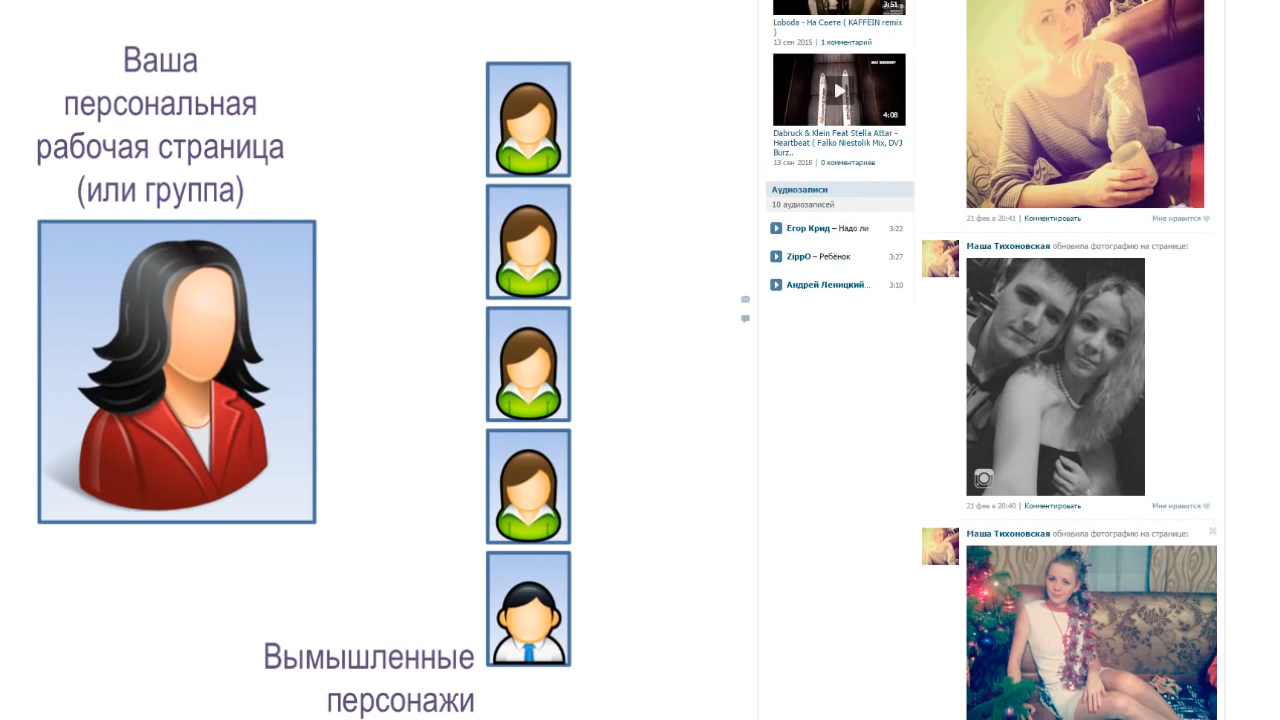 Ваша
персональная
рабочая страница
(или группа)
Вымышленные
персонажи
3:51
Loboda - На Свете ( KAFFEIN remix
)
13 сен 2015 | 1 комментарий
4:08
Dabruck & Klein Feat Stella Attar -
Heartbeat ( Falko Niestolik Mix, DVJ
Burz..
13 сен 2015 | 0 комментариев
Аудиозаписи
10 аудиозаписей
Егор Крид – Надо ли 3:22
ZippO – Ребёнок 3:27
Андрей Леницкий... 3:10
21 фев в 20:41 | Комментировать Мне нравится
Маша Тихоновская обновила фотографию на странице:
21 фев в 20:40 | Комментировать Мне нравится
Маша Тихоновская обновила фотографию на странице: